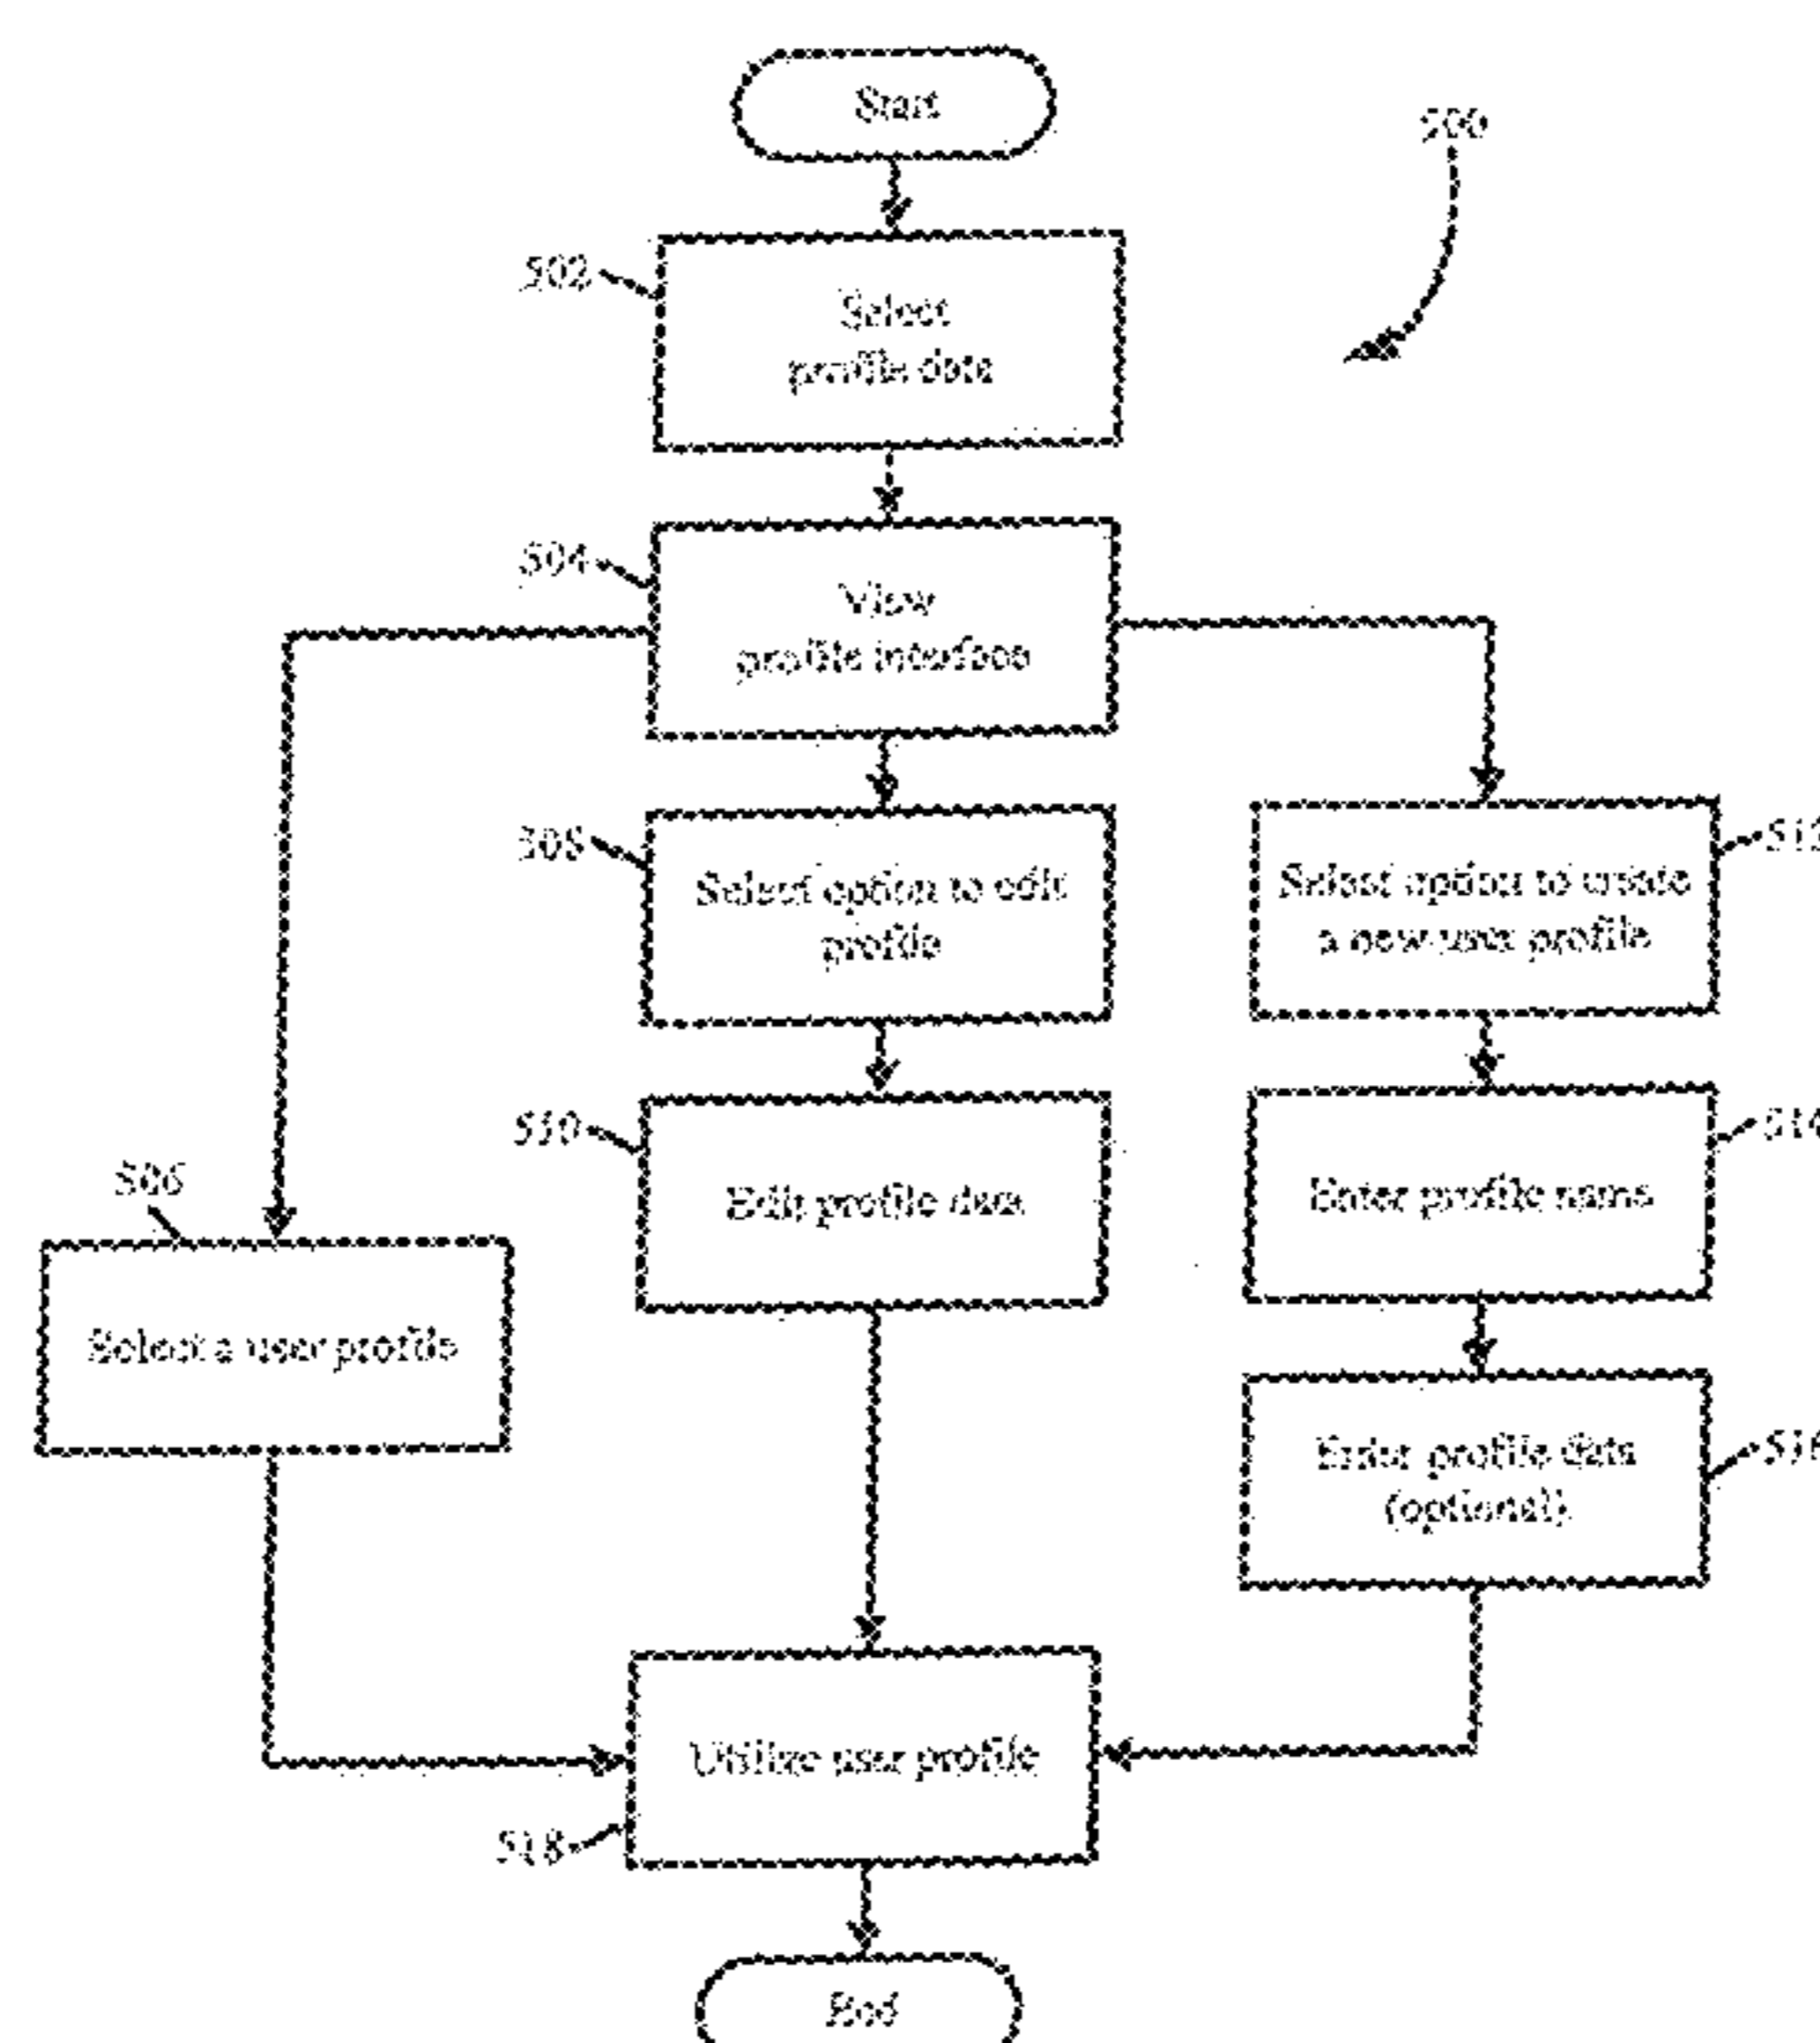 Start
500
502
Select
profile data
504
View
profile interface
508
Select option to edit
profile
512
Select option to create
a new user profile
510
Edit profile data
514
Enter profile name
506
Select a user profile
516
Enter profile data
(optional)
Utilize user profile
518
End